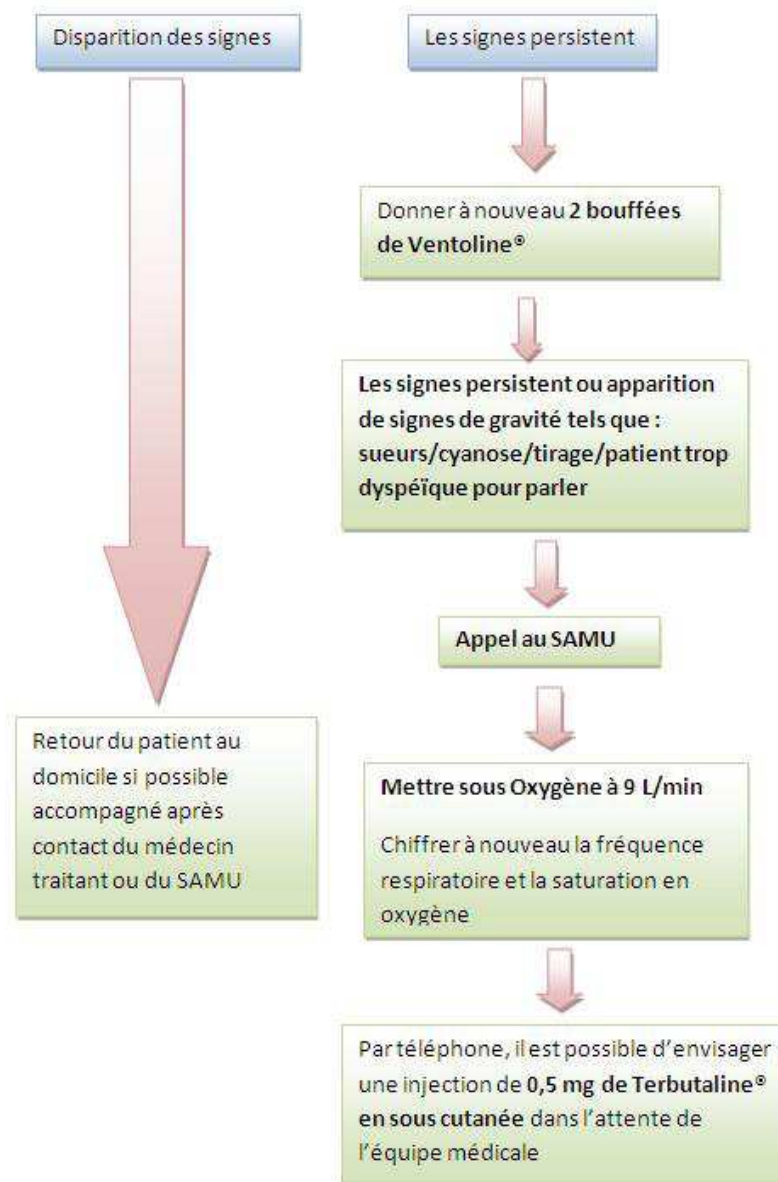 Disparition des signes
Les signes persistent
Donner à nouveau 2 bouffées
de Ventoline®
Les signes persistent ou apparition
de signes de gravité tels que :
sueurs/cyanose/tirage/patient trop
dyspéïque pour parler
Appel au SAMU
Retour du patient au
domicile si possible
accompagné après
contact du médecin
traitant ou du SAMU
Mettre sous Oxygène à 9 L/min
Chiffrer à nouveau la fréquence
respiratoire et la saturation en
oxygène
Par téléphone, il est possible d'envisager
une injection de 0,5 mg de Terbutaline®
en sous cutanée dans l'attente de
l'équipe médicale